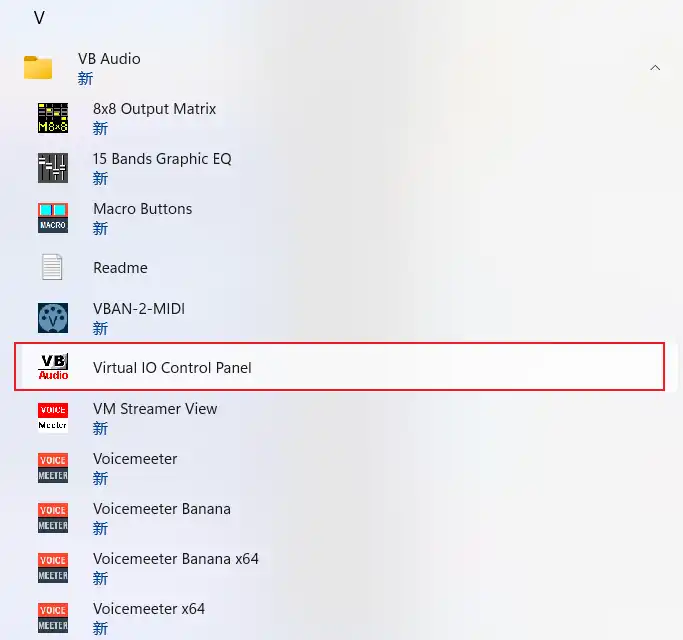 V
VB Audio
新
M8x8
8x8 Output Matrix
新
15 Bands Graphic EQ
新
MACRO
Macro Buttons
新
Readme
V
VBAN-2-MIDI
新
VB
Audio
Virtual IO Control Panel
VOICE
Meeter
VM Streamer View
新
VOICE
MEETER
Voicemeeter
新
VOICE
MEETER
Voicemeeter Banana
新
VOICE
MEETER
Voicemeeter Banana x64
新
VOICE
MEETER
Voicemeeter x64
新